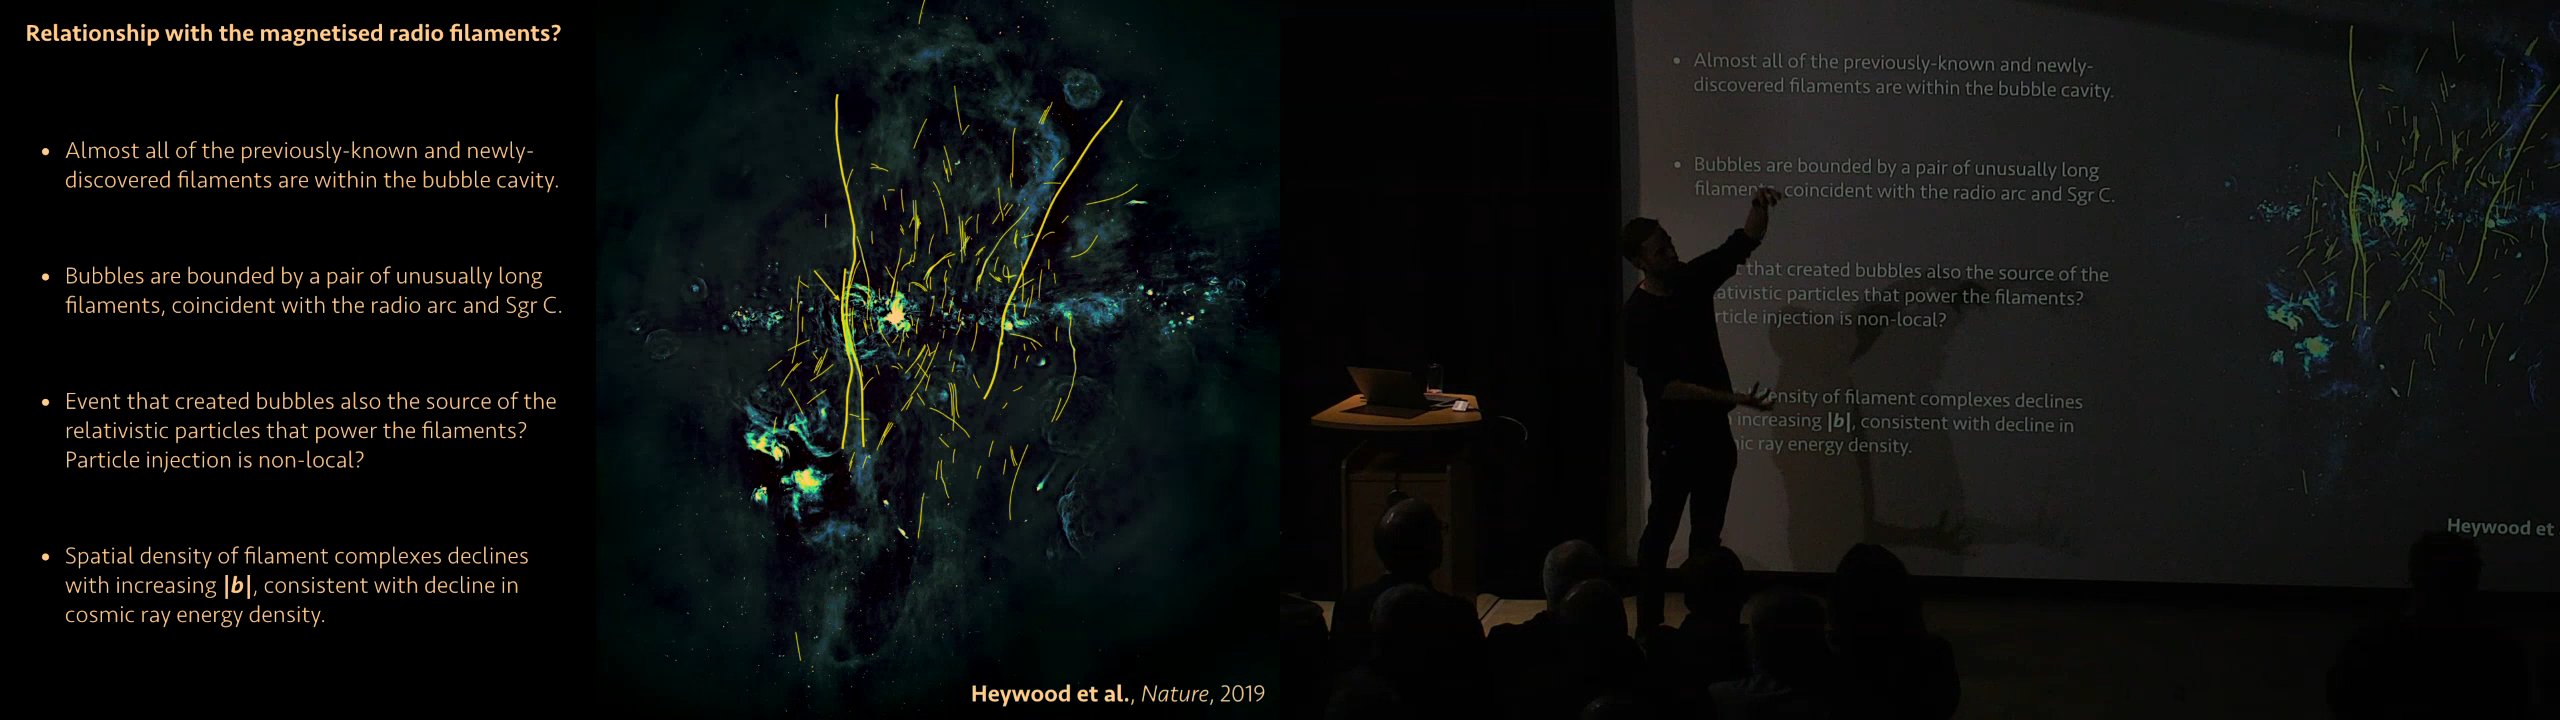 Relationship with the magnetised radio filaments?
• Almost all of the previously-known and newly-
discovered filaments are within the bubble cavity.
• Bubbles are bounded by a pair of unusually long
filaments, coincident with the radio arc and Sgr C.
• Event that created bubbles also the source of the
relativistic particles that power the filaments?
Particle injection is non-local?
• Spatial density of filament complexes declines
with increasing |b|, consistent with decline in
cosmic ray energy density.
Heywood et al., Nature, 2019
• Almost all of the previously-known and newly-
discovered filaments are within the bubble cavity.
• Bubbles are bounded by a pair of unusually long
filaments, coincident with the radio arc and Sgr C.
that created bubbles also the source of the
ativistic particles that power the filaments?
rticle injection is non-local?
ensity of filament complexes declines
increasing |b|, consistent with decline in
ic ray energy density.
Heywood et